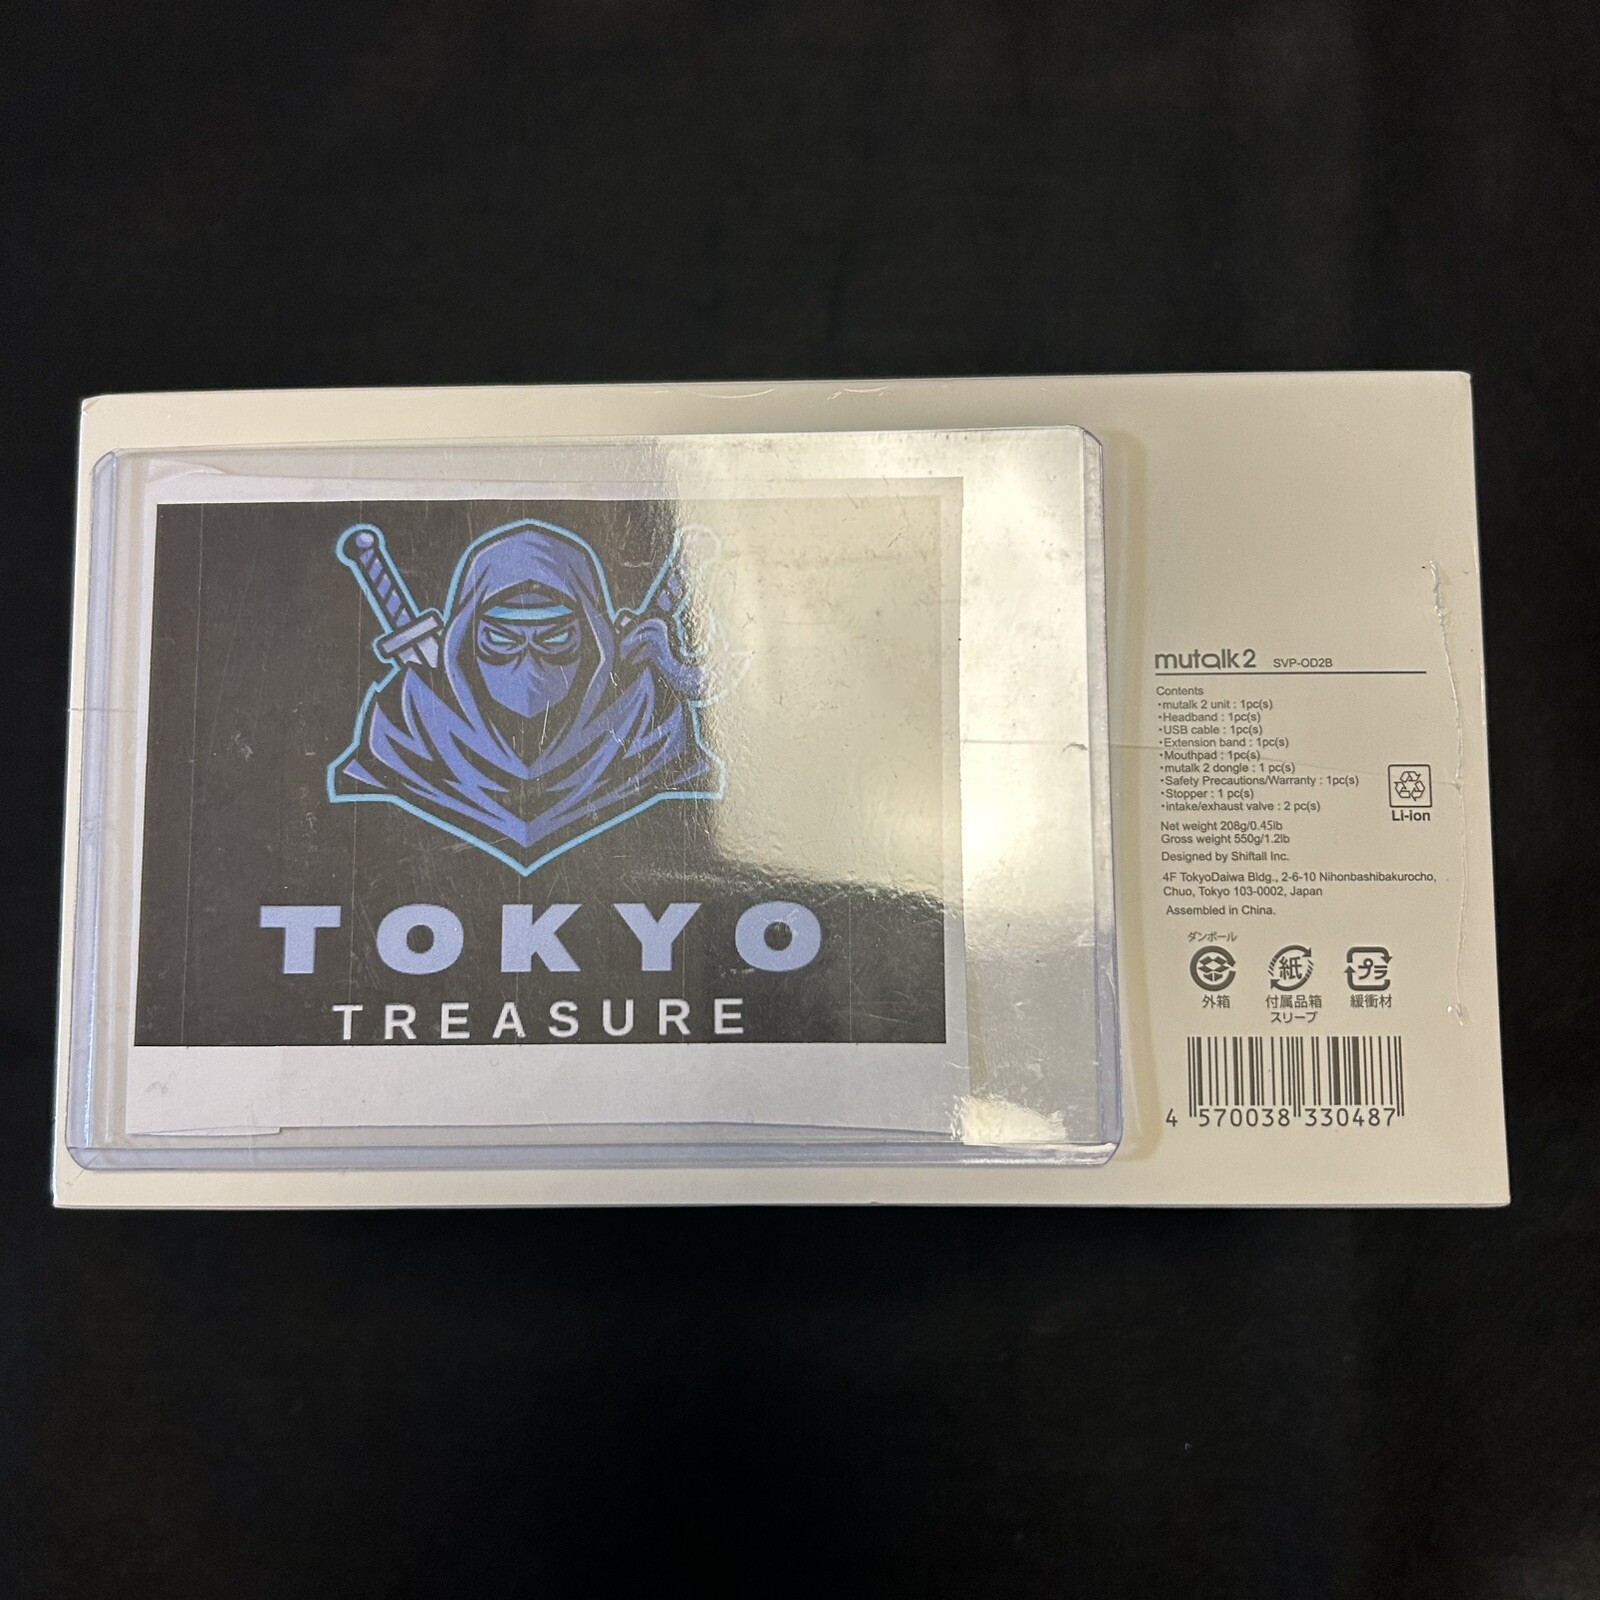 TOKYO
TREASURE
mutalk 2 SVP-OD2B
Contents
・mutalk 2 unit : 1pc(s)
・Headband : 1pc(s)
・USB cable : 1pc(s)
・Extension band : 1pc(s)
・Mouthpad : 1pc(s)
・mutalk 2 dongle : 1 pc(s)
・Safety Precautions/Warranty : 1pc(s)
・Stopper : 1 pc(s)
・intake/exhaust valve : 2 pc(s)
Li-ion
Net weight 208g/0.45lb
Gross weight 550g/1.2lb
Designed by Shiftall Inc.
4F TokyoDaiwa Bldg., 2-6-10 Nihonbashibakurocho,
Chuo, Tokyo 103-0002, Japan
Assembled in China.
ダンボール
紙 プラ
外箱 付属品箱 緩衝材
スリーブ
4 570038 330487